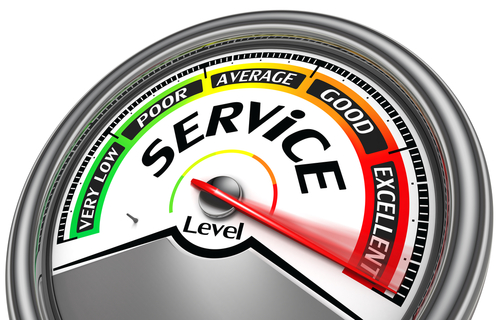 VERY LOW
POOR
AVERAGE
GOOD
EXCELLENT
SERViCE
Level